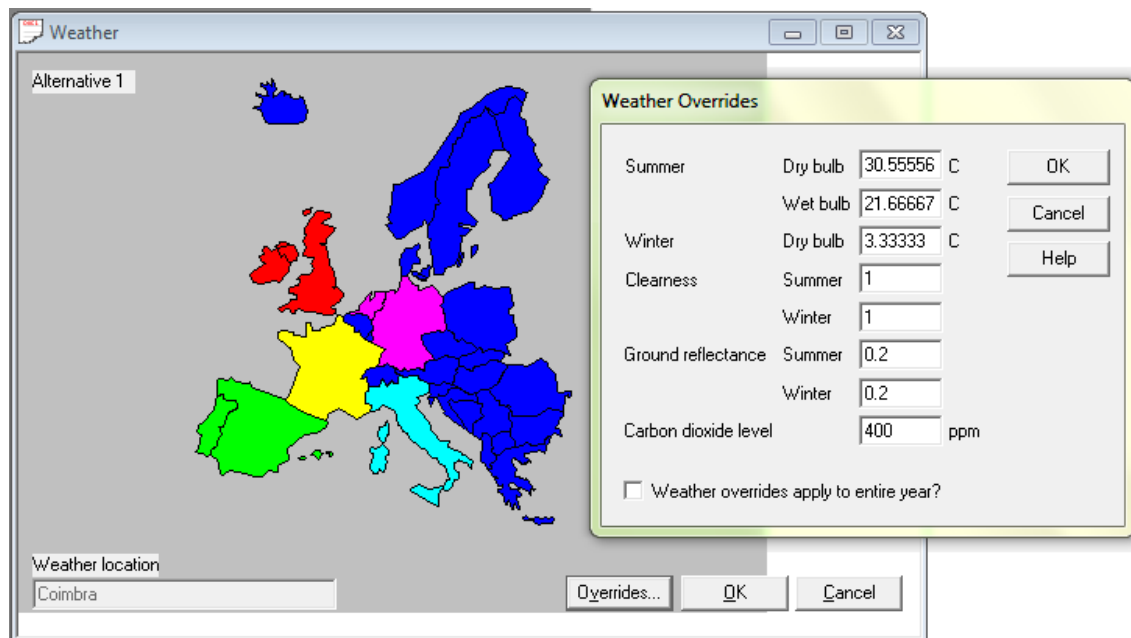 Weather
Alternative 1
Weather location
Coimbra
Overrides...
OK
Cancel
Weather Overrides
Summer Dry bulb 30.55556 C
Wet bulb 21.66667 C
Winter Dry bulb 3.33333 C
Clearness Summer 1
Winter 1
Ground reflectance Summer 0.2
Winter 0.2
Carbon dioxide level 400 ppm
Weather overrides apply to entire year?
OK
Cancel
Help